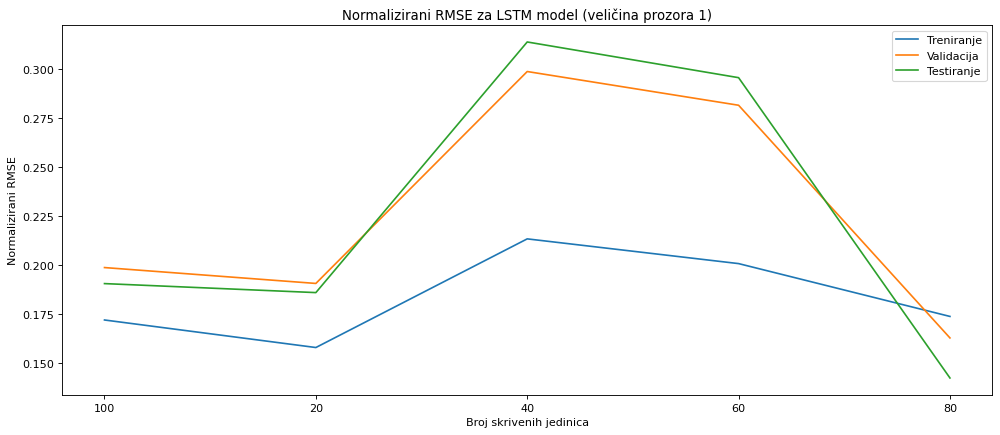 Normalizirani RMSE za LSTM model (veličina prozora 1)
Treniranje
Validacija
Testiranje
Normalizirani RMSE
0.300
0.275
0.250
0.225
0.200
0.175
0.150
100 20 40 60 80
Broj skrivenih jedinica